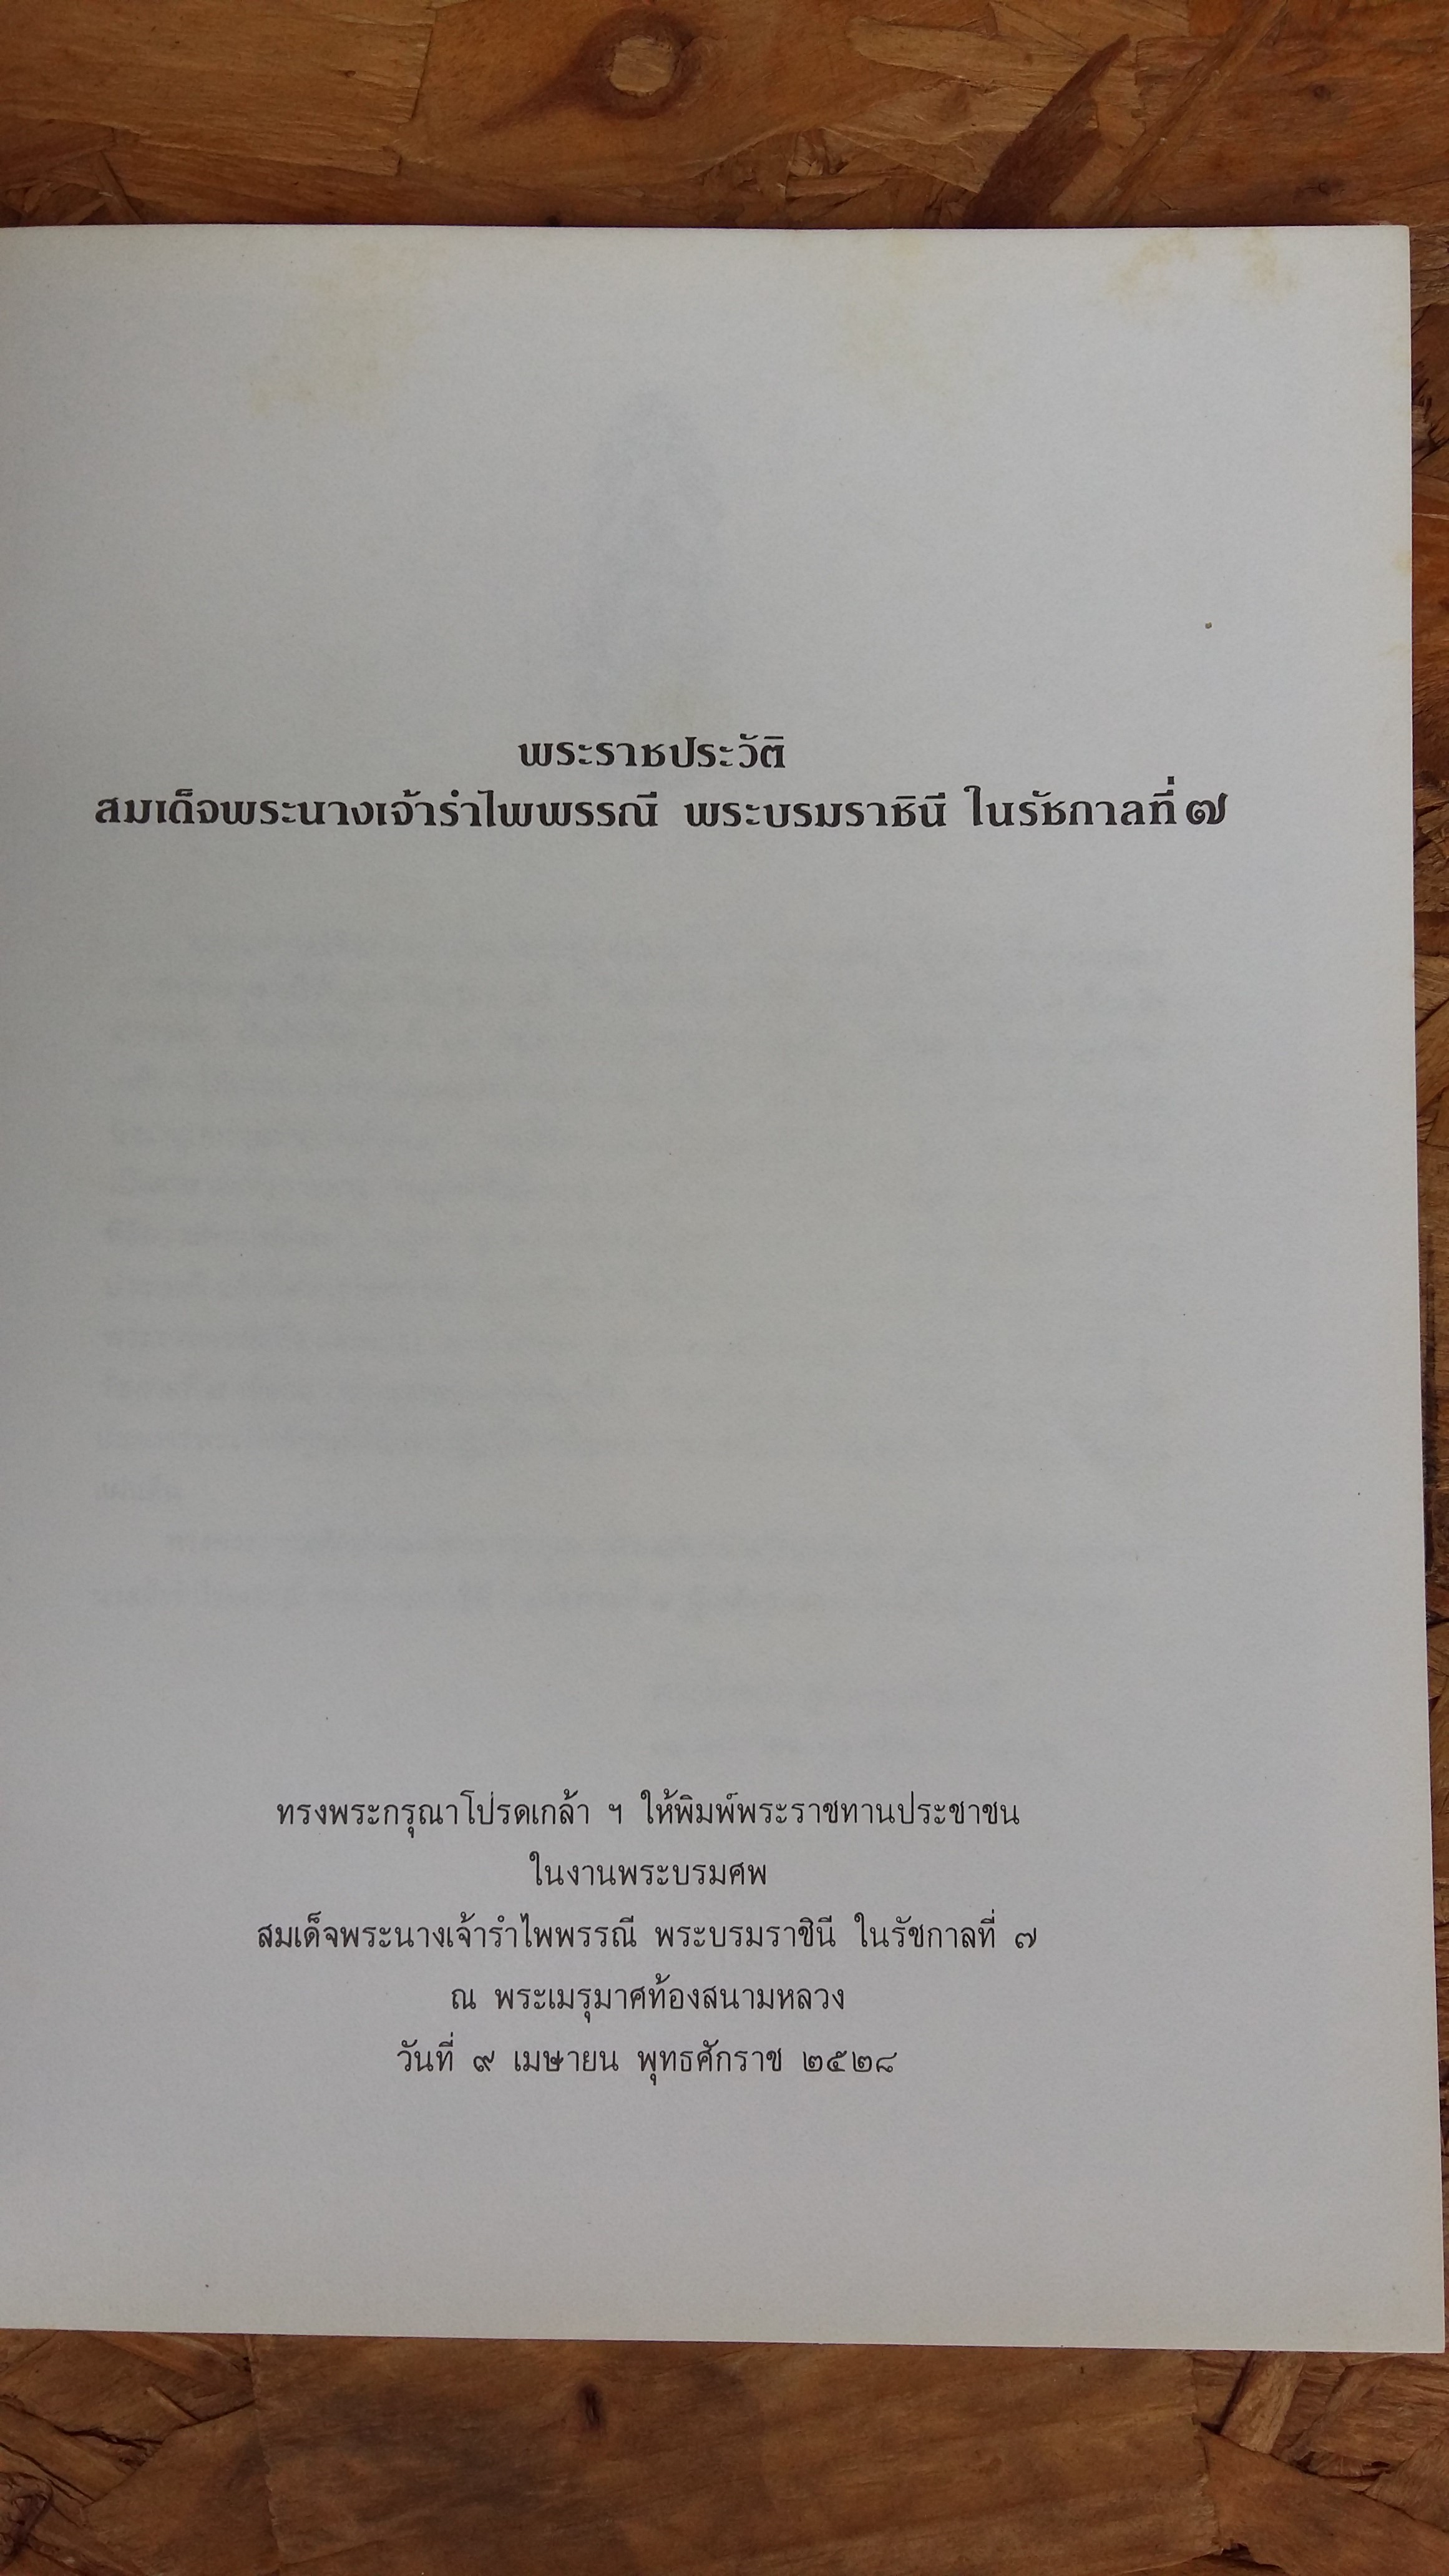 พระราชประวัติ
สมเด็จพระนางเจ้ารำไพพรรณี พระบรมราชินี ในรัชกาลที่ ๗
ทรงพระกรุณาโปรดเกล้า ฯ ให้พิมพ์พระราชทานประชาชน
ในงานพระบรมศพ
สมเด็จพระนางเจ้ารำไพพรรณี พระบรมราชินี ในรัชกาลที่ ๗
ณ พระเมรุมาศท้องสนามหลวง
วันที่ ๙ เมษายน พุทธศักราช ๒๕๒๘